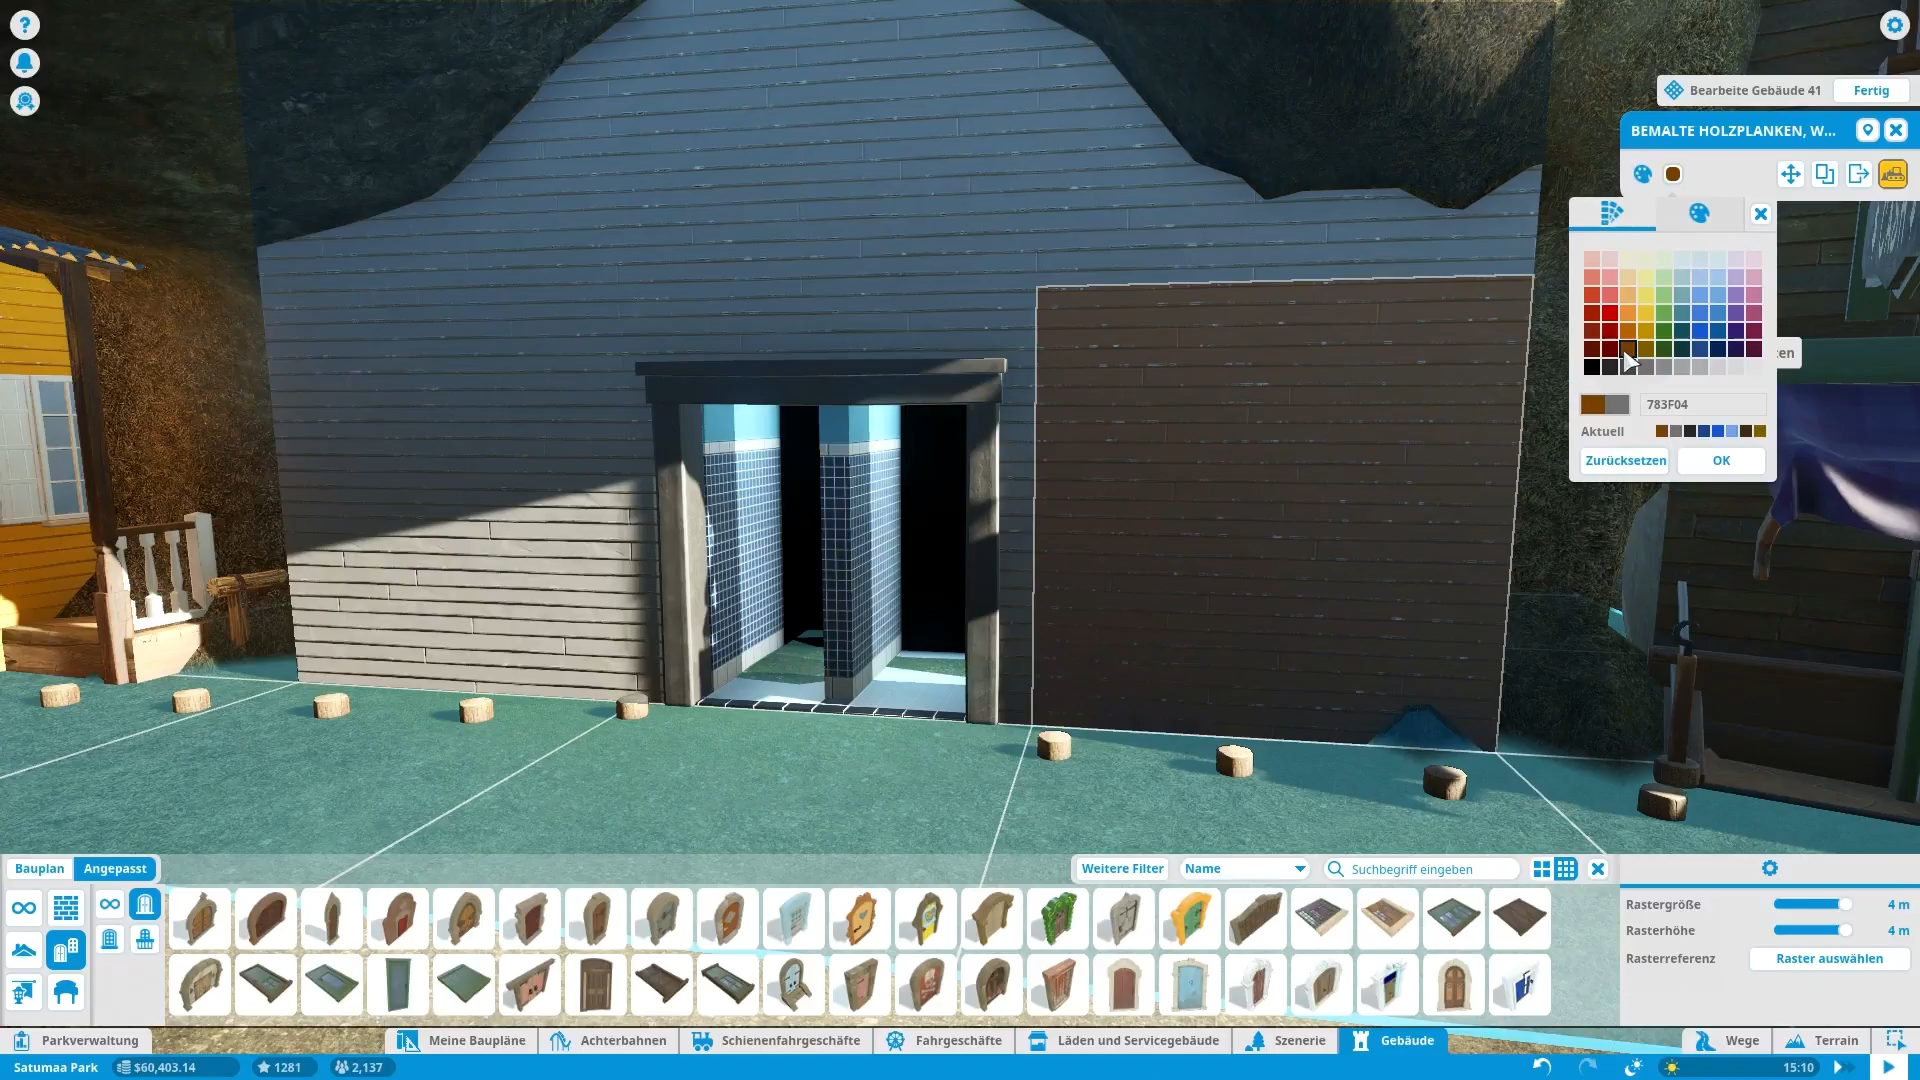 Bearbeite Gebäude 41
Fertig
BEMALTE HOLZPLANKEN, W...
783F04
Aktuell
Zurücksetzen
OK
Bauplan
Angepasst
Weitere Filter
Name
Suchbegriff eingeben
Rastergröße
4 m
Rasterhöhe
4 m
Rasterreferenz
Raster auswählen
Parkverwaltung
Meine Baupläne
Achterbahnen
Schienenfahrgeschäfte
Fahrgeschäfte
Läden und Servicegebäude
Szenerie
Gebäude
Wege
Terrain
Satumaa Park
$60,403.14
1281
2,137
15:10